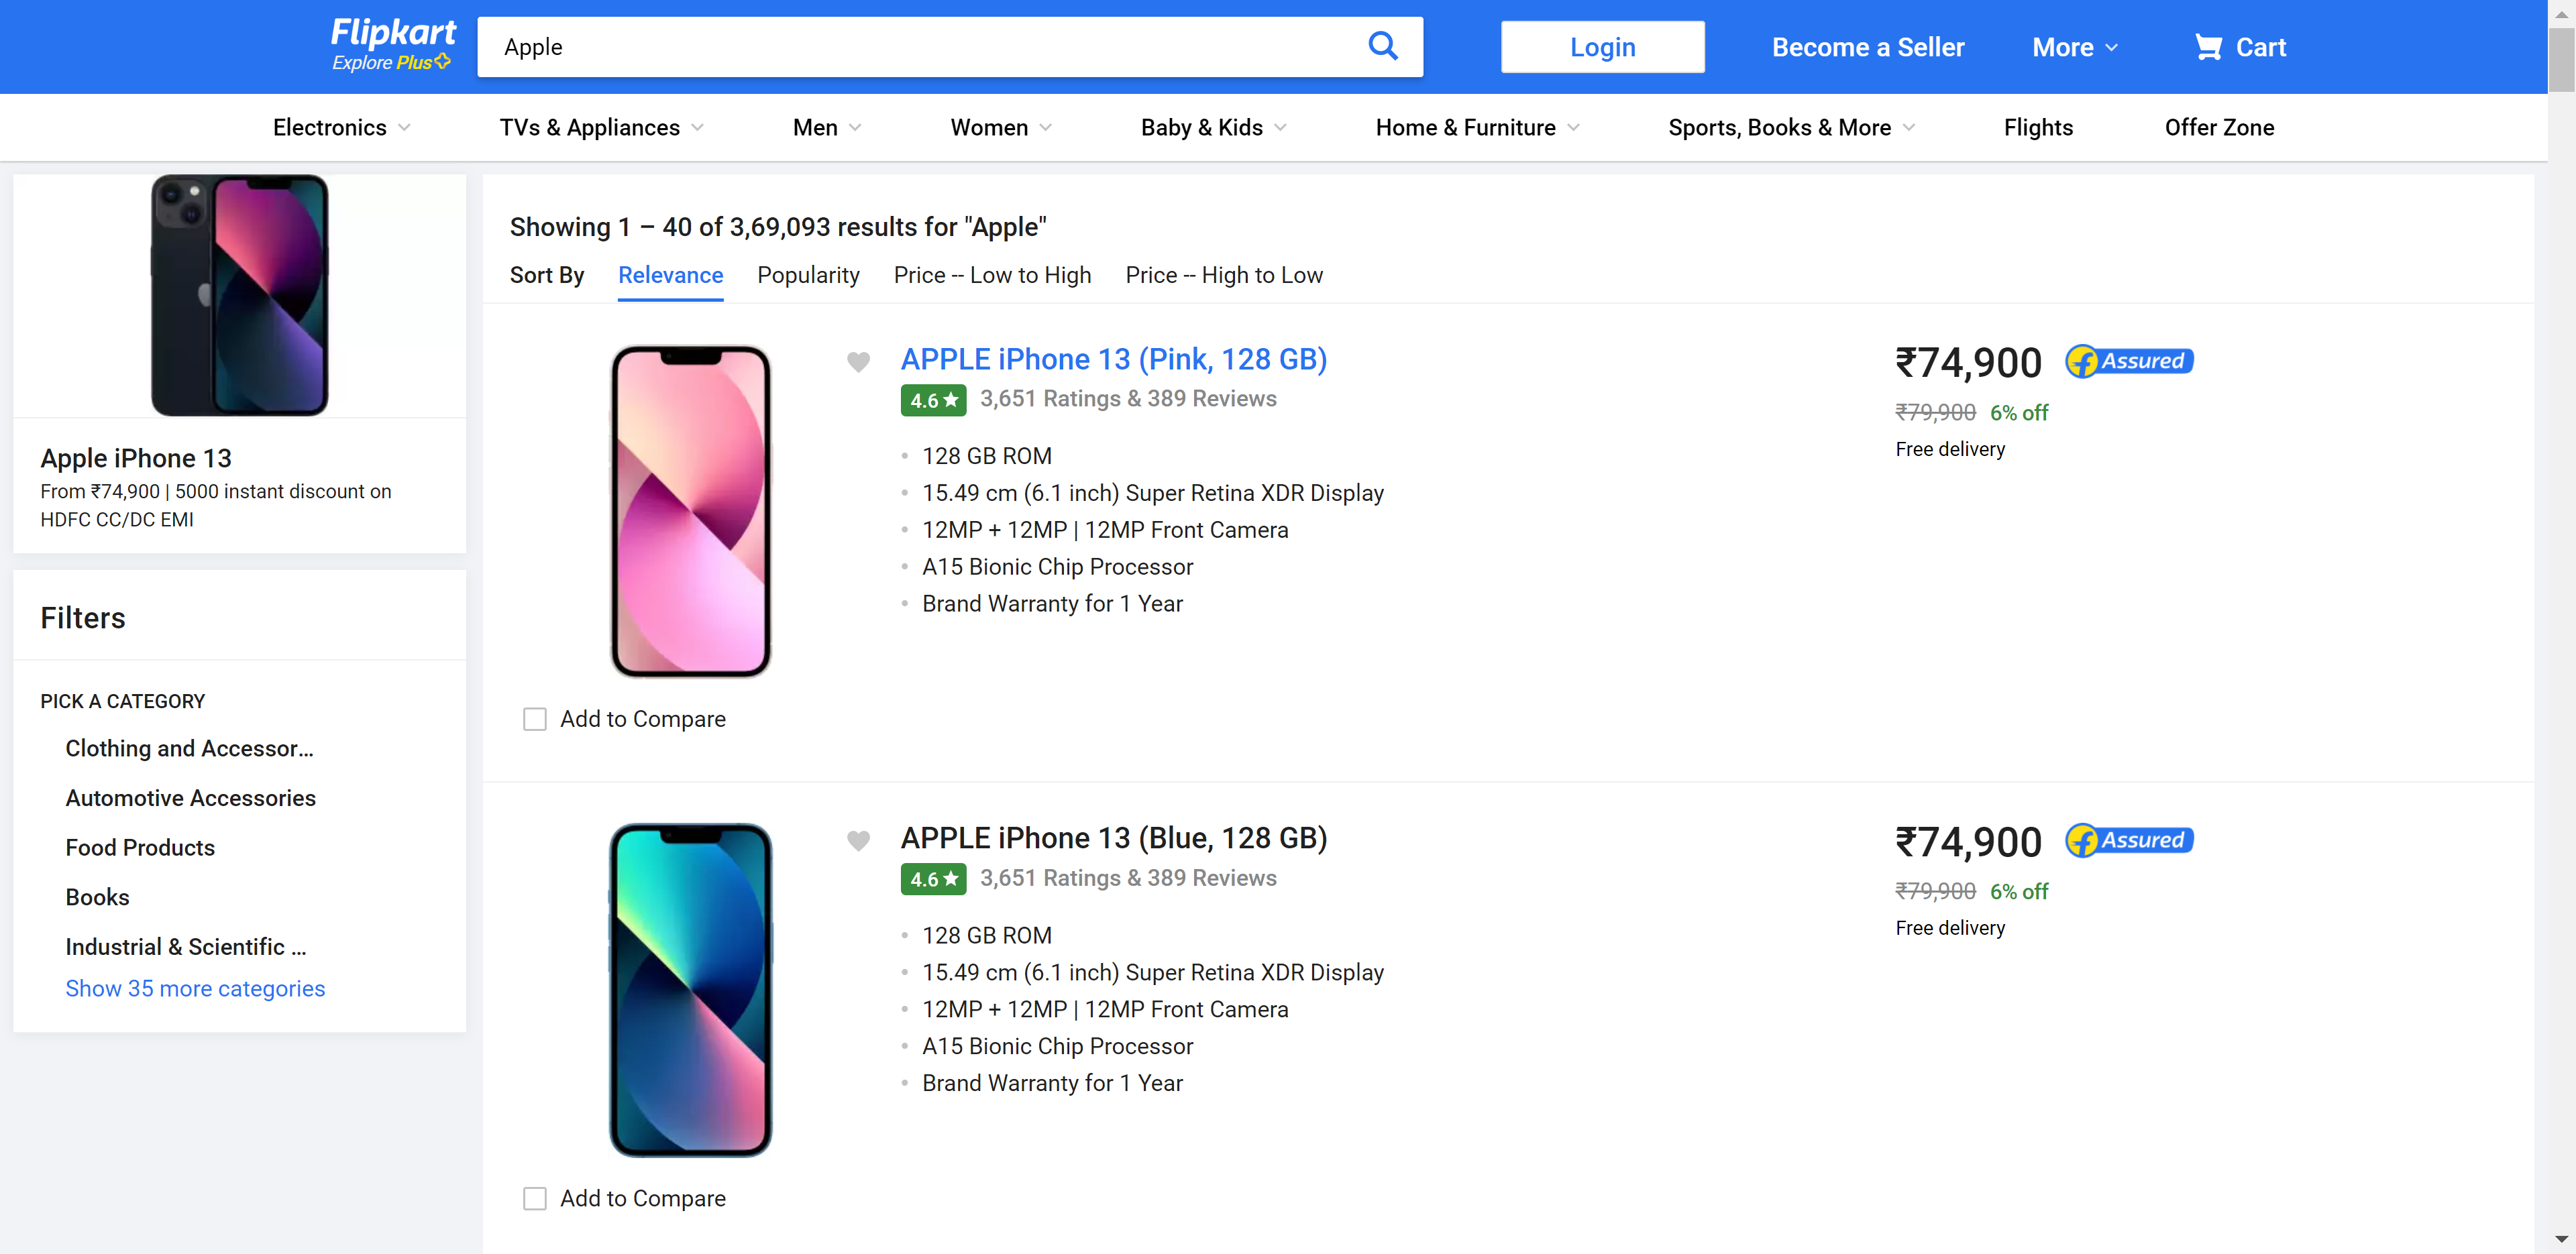 Flipkart
Explore Plus
Apple
Login
Become a Seller
More
Cart
Electronics
TVs & Appliances
Men
Women
Baby & Kids
Home & Furniture
Sports, Books & More
Flights
Offer Zone
Apple iPhone 13
From ₹74,900 | 5000 instant discount on
HDFC CC/DC EMI
Filters
PICK A CATEGORY
Clothing and Accessor...
Automotive Accessories
Food Products
Books
Industrial & Scientific ...
Show 35 more categories
Showing 1 – 40 of 3,69,093 results for "Apple"
Sort By
Relevance
Popularity
Price -- Low to High
Price -- High to Low
APPLE iPhone 13 (Pink, 128 GB)
4.6★ 3,651 Ratings & 389 Reviews
• 128 GB ROM
• 15.49 cm (6.1 inch) Super Retina XDR Display
• 12MP + 12MP | 12MP Front Camera
• A15 Bionic Chip Processor
• Brand Warranty for 1 Year
₹74,900
f Assured
₹79,900 6% off
Free delivery
Add to Compare
APPLE iPhone 13 (Blue, 128 GB)
4.6★ 3,651 Ratings & 389 Reviews
• 128 GB ROM
• 15.49 cm (6.1 inch) Super Retina XDR Display
• 12MP + 12MP | 12MP Front Camera
• A15 Bionic Chip Processor
• Brand Warranty for 1 Year
₹74,900
f Assured
₹79,900 6% off
Free delivery
Add to Compare